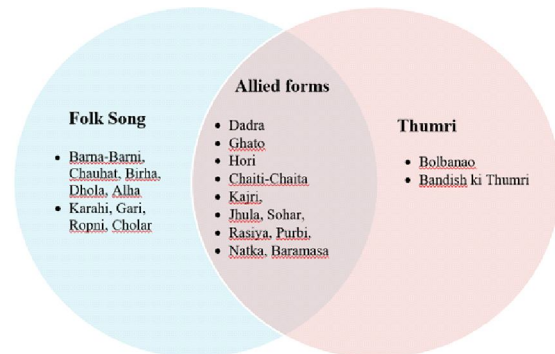 Folk Song
• Barna-Barni,
Chauhat, Birha,
Dhola, Alha
• Karahi, Gari,
Ropni, Cholar
Allied forms
• Dadra
• Ghato
• Hori
• Chaiti-Chaita
• Kajri,
• Jhula, Sohar,
• Rasiya, Purbi,
• Natka, Baramasa
Thumri
• Bolbanao
• Bandish ki Thumri